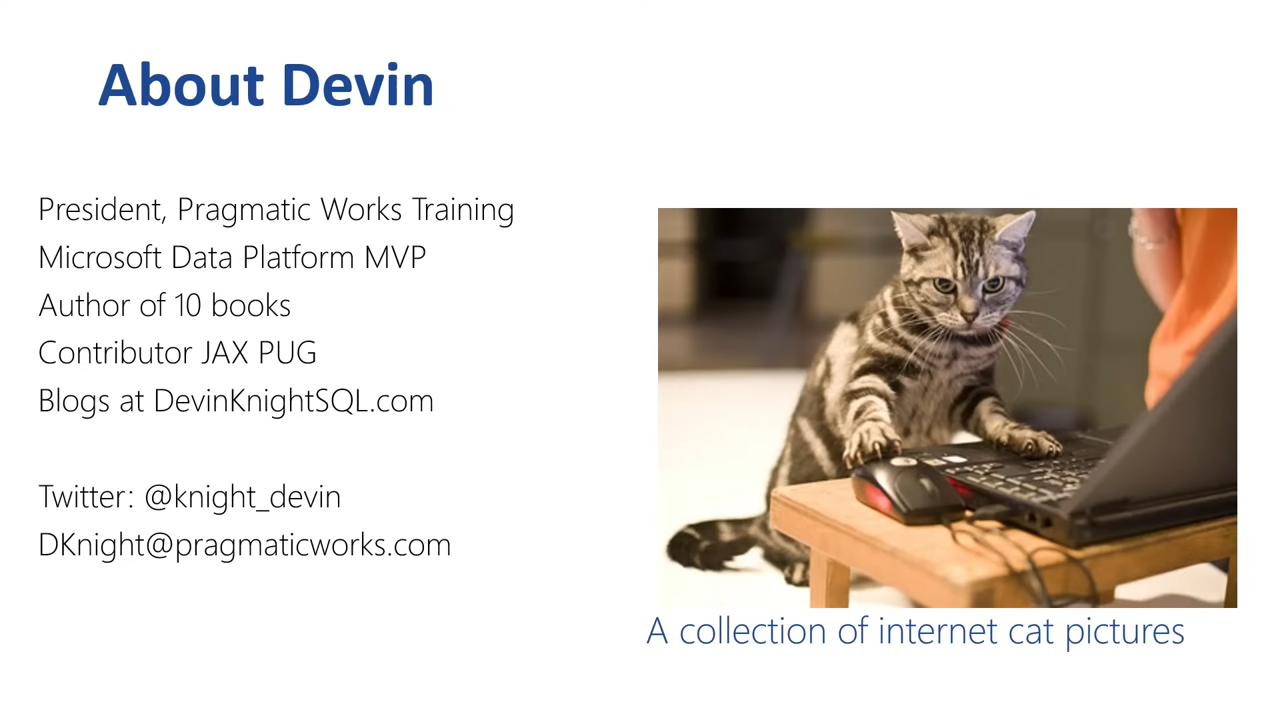 About Devin
President, Pragmatic Works Training
Microsoft Data Platform MVP
Author of 10 books
Contributor JAX PUG
Blogs at DevinKnightSQL.com
Twitter: @knight_devin
DKnight@pragmaticworks.com
A collection of internet cat pictures